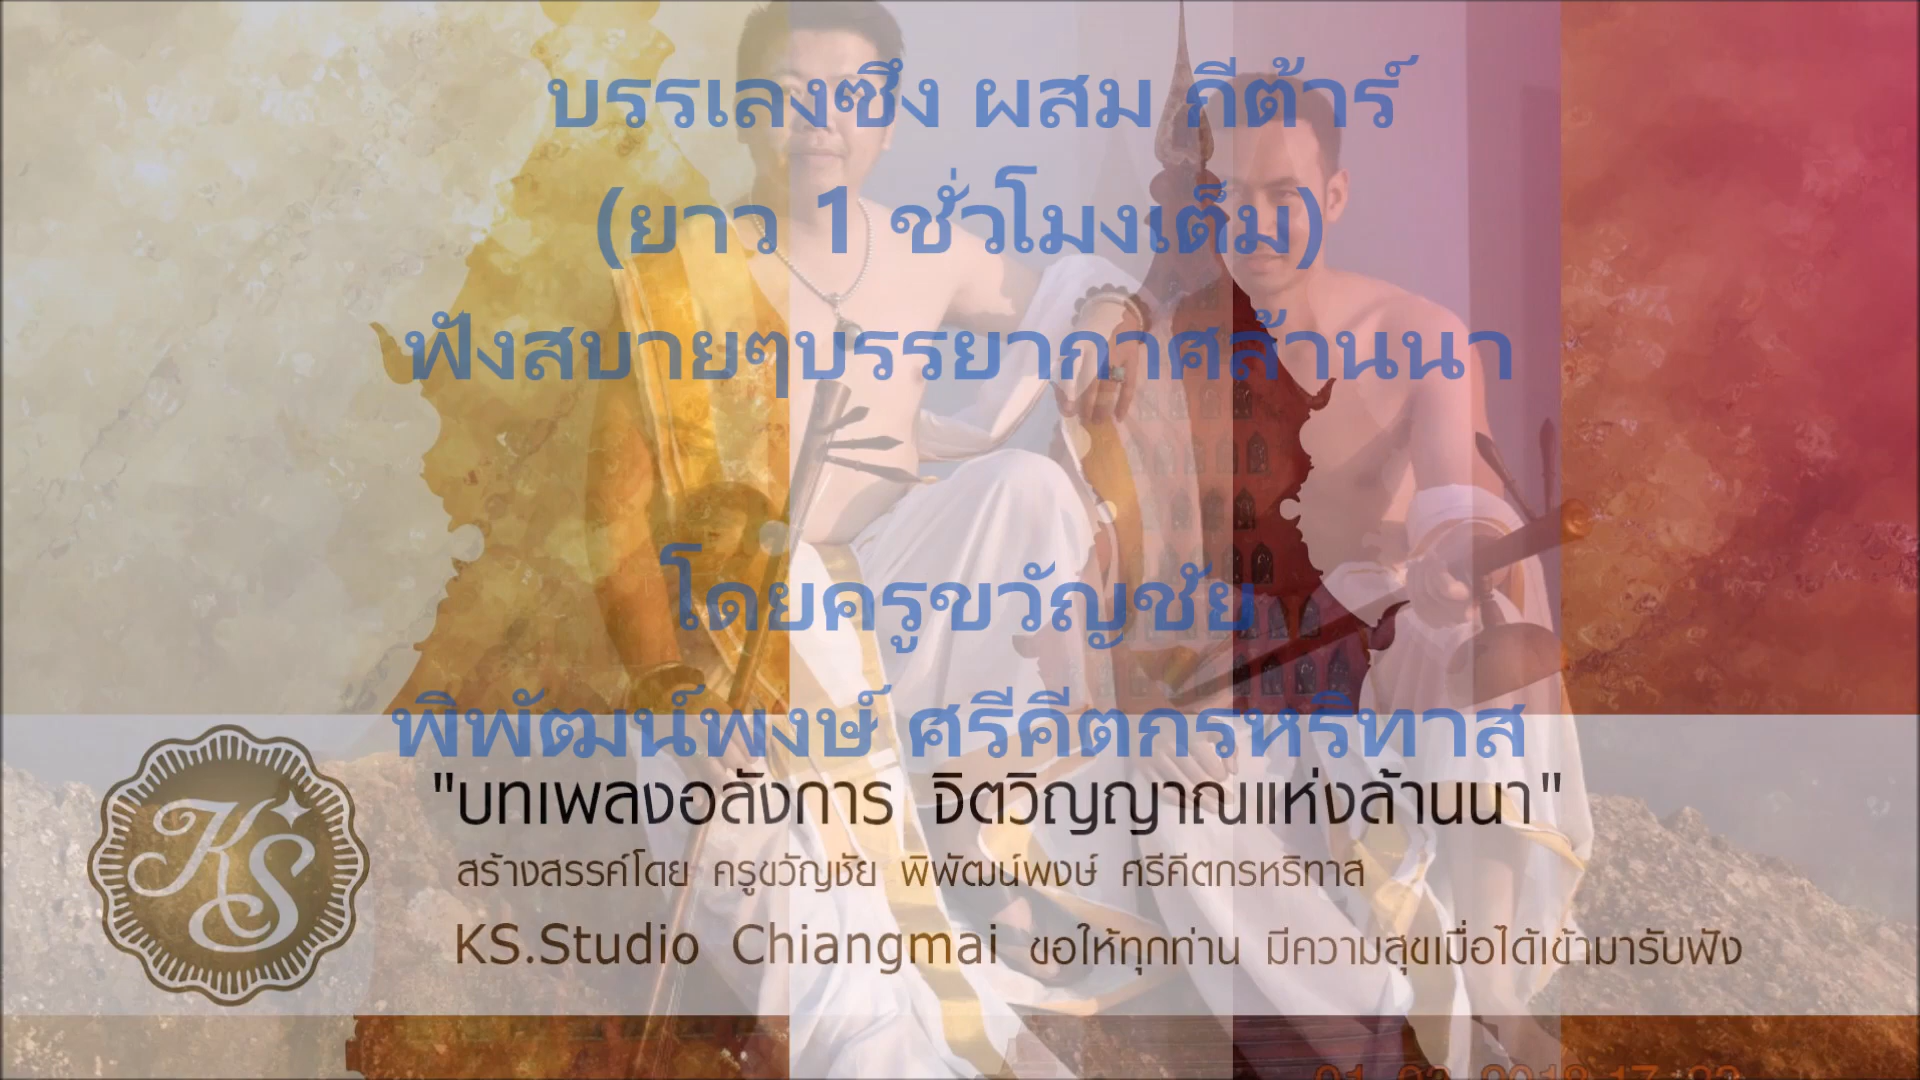 บรรเลงซึง ผสม กีต้าร์
(ยาว 1 ชั่วโมงเต็ม)
ฟังสบายๆบรรยากาศล้านนา
โดยครูขวัญชัย
พิพัฒน์พงษ์ ศรีคีตกรหริทาส
"บทเพลงอลังการ จิตวิญญาณแห่งล้านนา"
สร้างสรรค์โดย ครูขวัญชัย พิพัฒน์พงษ์ ศรีคีตกรหริทาส
KS.Studio Chiangmai ขอให้ทุกท่าน มีความสุขเมื่อได้เข้ามารับฟัง
KS